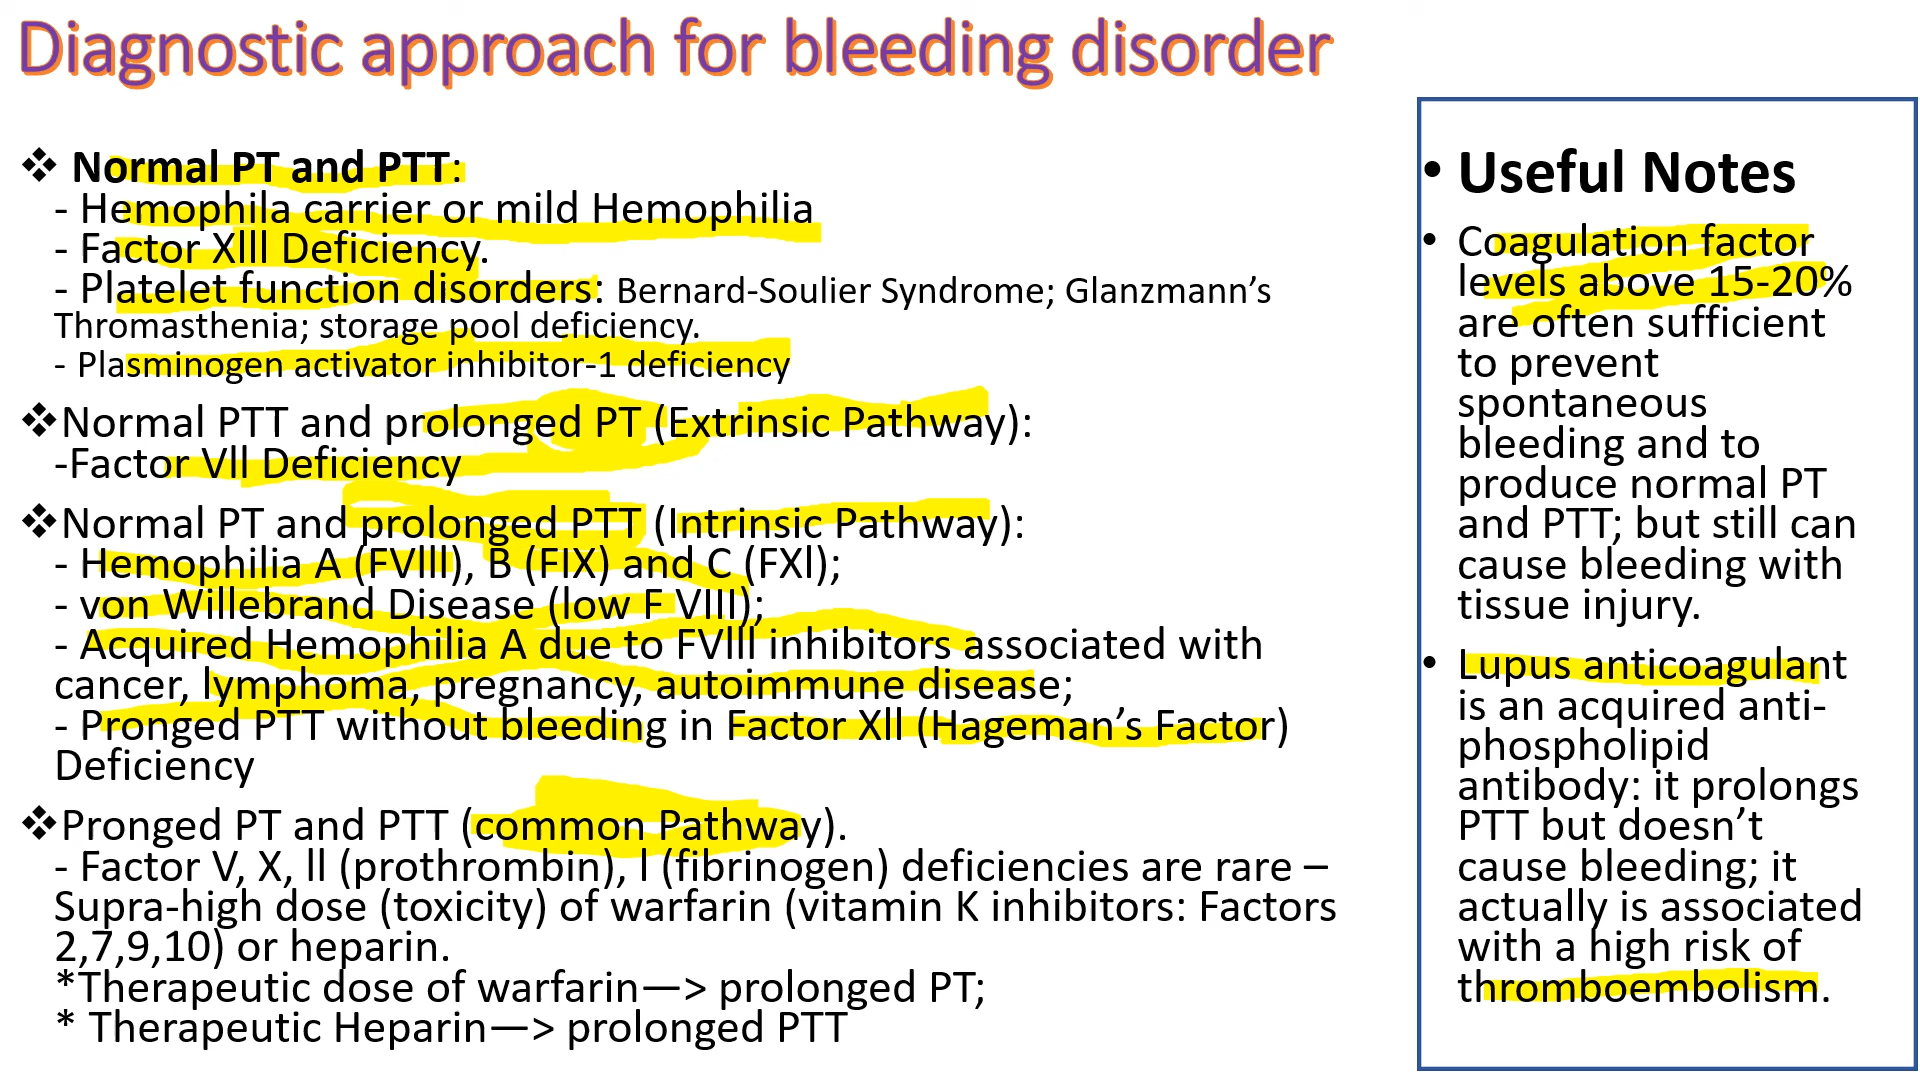 Diagnostic approach for bleeding disorder
❖ Normal PT and PTT:
- Hemophila carrier or mild Hemophilia
- Factor Xlll Deficiency.
- Platelet function disorders: Bernard-Soulier Syndrome; Glanzmann’s
Thromasthenia; storage pool deficiency.
- Plasminogen activator inhibitor-1 deficiency
❖Normal PTT and prolonged PT (Extrinsic Pathway):
-Factor Vll Deficiency
❖Normal PT and prolonged PTT (Intrinsic Pathway):
- Hemophilia A (FVlll), B (FIX) and C (FXl);
- von Willebrand Disease (low F VIII);
- Acquired Hemophilia A due to FVlll inhibitors associated with
cancer, lymphoma, pregnancy, autoimmune disease;
- Pronged PTT without bleeding in Factor Xll (Hageman’s Factor)
Deficiency
❖Pronged PT and PTT (common Pathway).
- Factor V, X, ll (prothrombin), l (fibrinogen) deficiencies are rare –
Supra-high dose (toxicity) of warfarin (vitamin K inhibitors: Factors
2,7,9,10) or heparin.
*Therapeutic dose of warfarin—> prolonged PT;
* Therapeutic Heparin—> prolonged PTT
• Useful Notes
• Coagulation factor
levels above 15-20%
are often sufficient
to prevent
spontaneous
bleeding and to
produce normal PT
and PTT; but still can
cause bleeding with
tissue injury.
• Lupus anticoagulant
is an acquired anti-
phospholipid
antibody: it prolongs
PTT but doesn’t
cause bleeding; it
actually is associated
with a high risk of
thromboembolism.